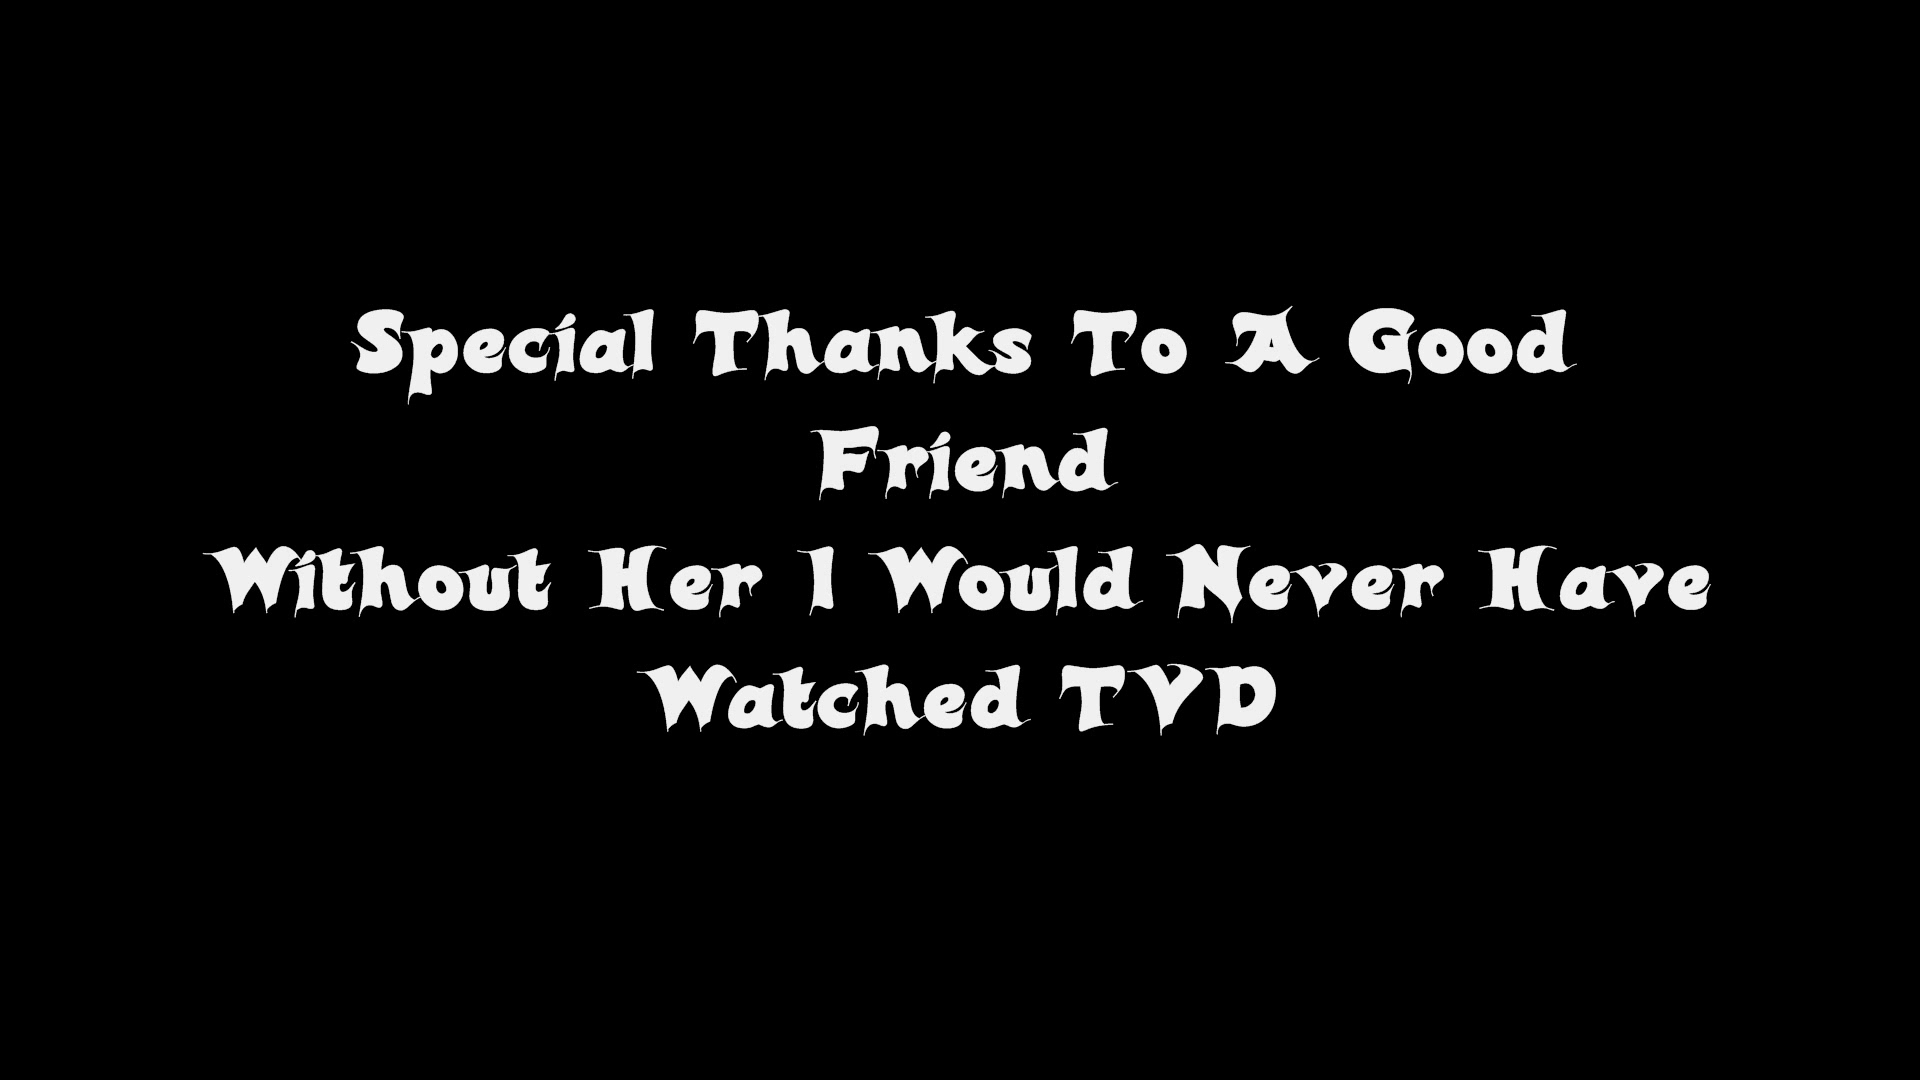 Special Thanks To A Good
Friend
Without Her I Would Never Have
Watched TVD